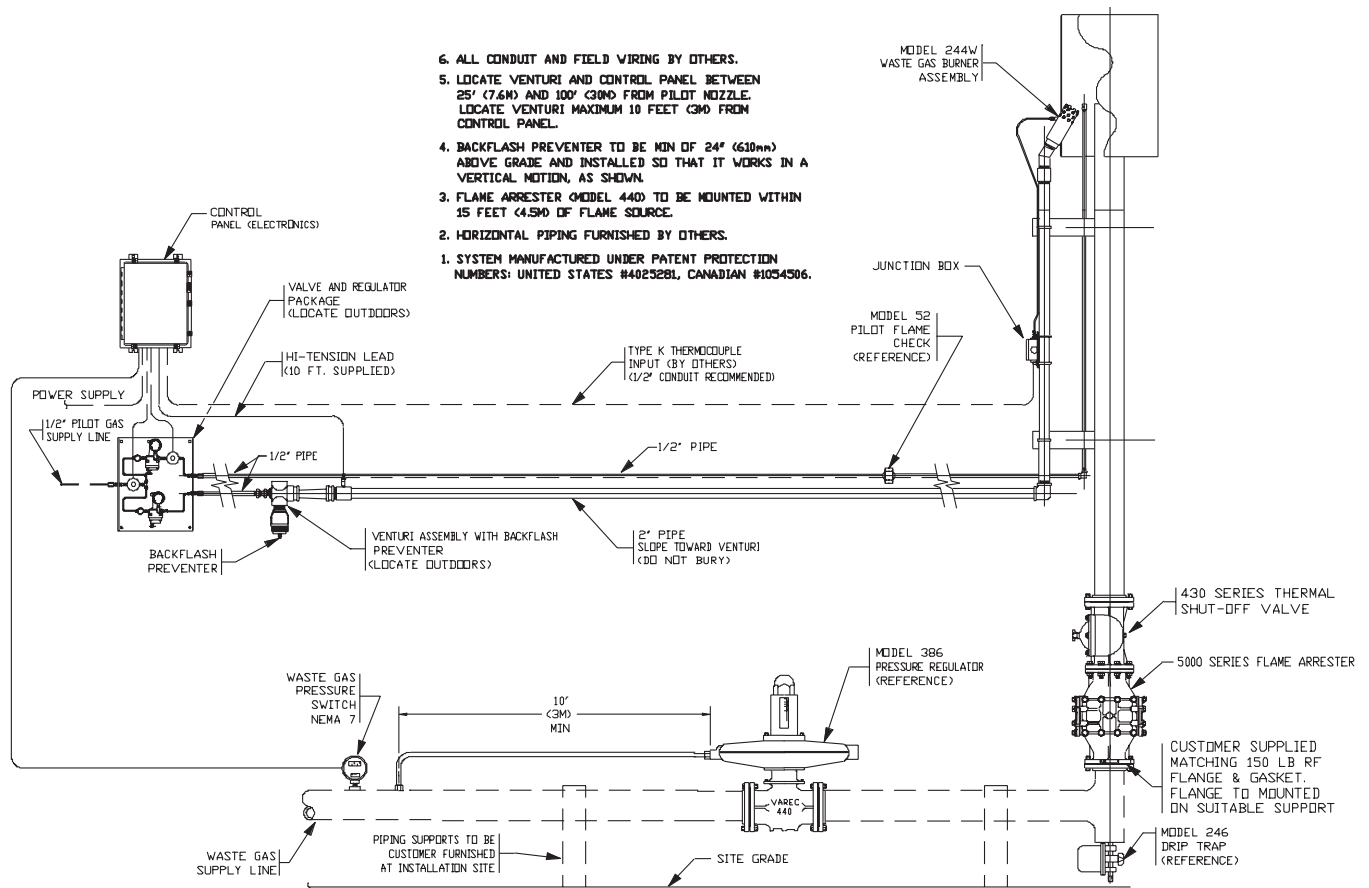 6. ALL CONDUIT AND FIELD WIRING BY OTHERS.
5. LOCATE VENTURI AND CONTROL PANEL BETWEEN
25' (7.6M) AND 100' (30M) FROM PILOT NOZZLE.
LOCATE VENTURI MAXIMUM 10 FEET (3M) FROM
CONTROL PANEL.
4. BACKFLASH PREVENTER TO BE MIN OF 24" (610mm)
ABOVE GRADE AND INSTALLED SO THAT IT WORKS IN A
VERTICAL MOTION, AS SHOWN.
3. FLAME ARRESTER (MODEL 440) TO BE MOUNTED WITHIN
15 FEET (4.5M) OF FLAME SOURCE.
2. HORIZONTAL PIPING FURNISHED BY OTHERS.
1. SYSTEM MANUFACTURED UNDER PATENT PROTECTION
NUMBERS: UNITED STATES #4025281, CANADIAN #1054506.
MODEL 244W
WASTE GAS BURNER
ASSEMBLY
CONTROL
PANEL (ELECTRONICS)
VALVE AND REGULATOR
PACKAGE
(LOCATE OUTDOORS)
JUNCTION BOX
MODEL 52
PILOT FLAME
CHECK
(REFERENCE)
HI-TENSION LEAD
(10 FT. SUPPLIED)
TYPE K THERMOCOUPLE
INPUT (BY OTHERS)
(1/2" CONDUIT RECOMMENDED)
POWER SUPPLY
1/2" PILOT GAS
SUPPLY LINE
1/2" PIPE
1/2" PIPE
BACKFLASH
PREVENTER
VENTURI ASSEMBLY WITH BACKFLASH
PREVENTER
(LOCATE OUTDOORS)
2" PIPE
SLOPE TOWARD VENTURI
(DO NOT BURY)
430 SERIES THERMAL
SHUT-OFF VALVE
5000 SERIES FLAME ARRESTER
MODEL 386
PRESSURE REGULATOR
(REFERENCE)
WASTE GAS
PRESSURE
SWITCH
NEMA 7
10'
(3M)
MIN
CUSTOMER SUPPLIED
MATCHING 150 LB RF
FLANGE & GASKET.
FLANGE TO MOUNTED
ON SUITABLE SUPPORT
VAREC
440
MODEL 246
DRIP TRAP
(REFERENCE)
WASTE GAS
SUPPLY LINE
PIPING SUPPORTS TO BE
CUSTOMER FURNISHED
AT INSTALLATION SITE
SITE GRADE